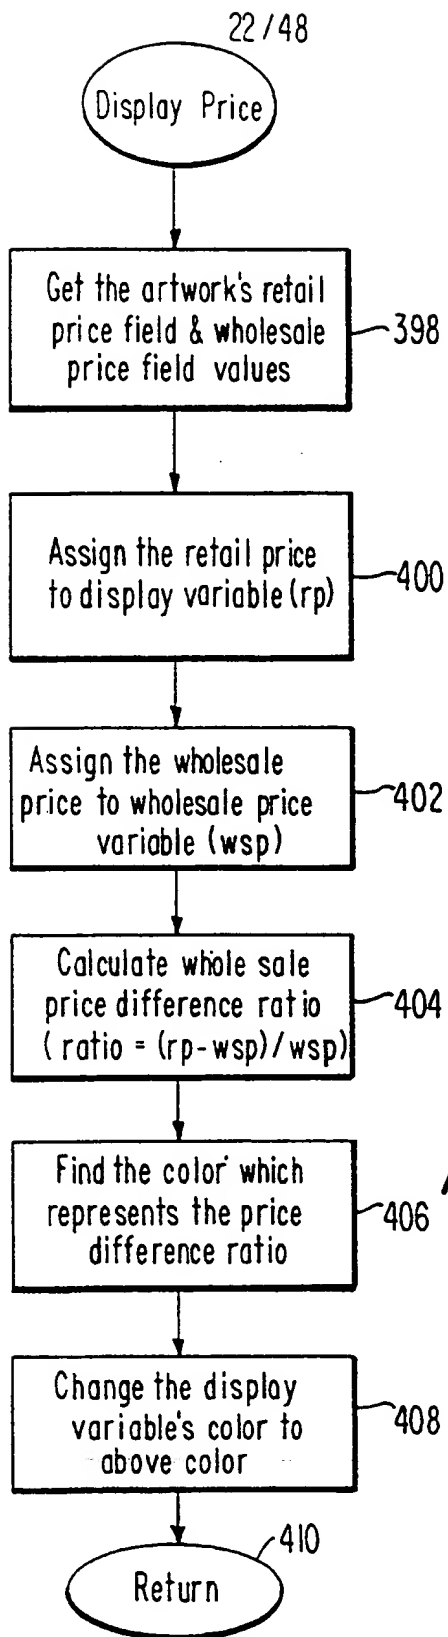 22/48
Display Price
Get the artwork's retail
price field & wholesale
price field values
398
Assign the retail price
to display variable (rp)
400
Assign the wholesale
price to wholesale price
variable (wsp)
402
Calculate whole sale
price difference ratio
( ratio = (rp-wsp)/wsp)
404
Find the color which
represents the price
difference ratio
406
Change the display
variable's color to
above color
408
410
Return